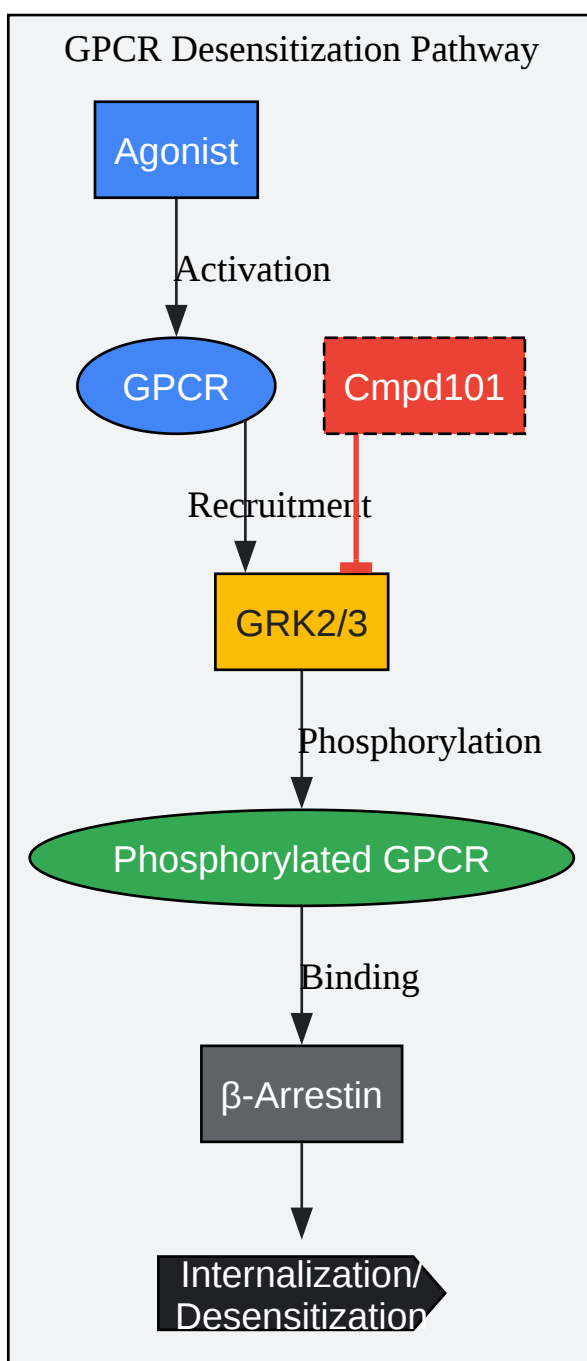 GPCR Desensitization Pathway
Agonist
Activation
GPCR
Cmpd101
Recruitment
GRK2/3
Phosphorylation
Phosphorylated GPCR
Binding
β-Arrestin
Internalization/
Desensitization